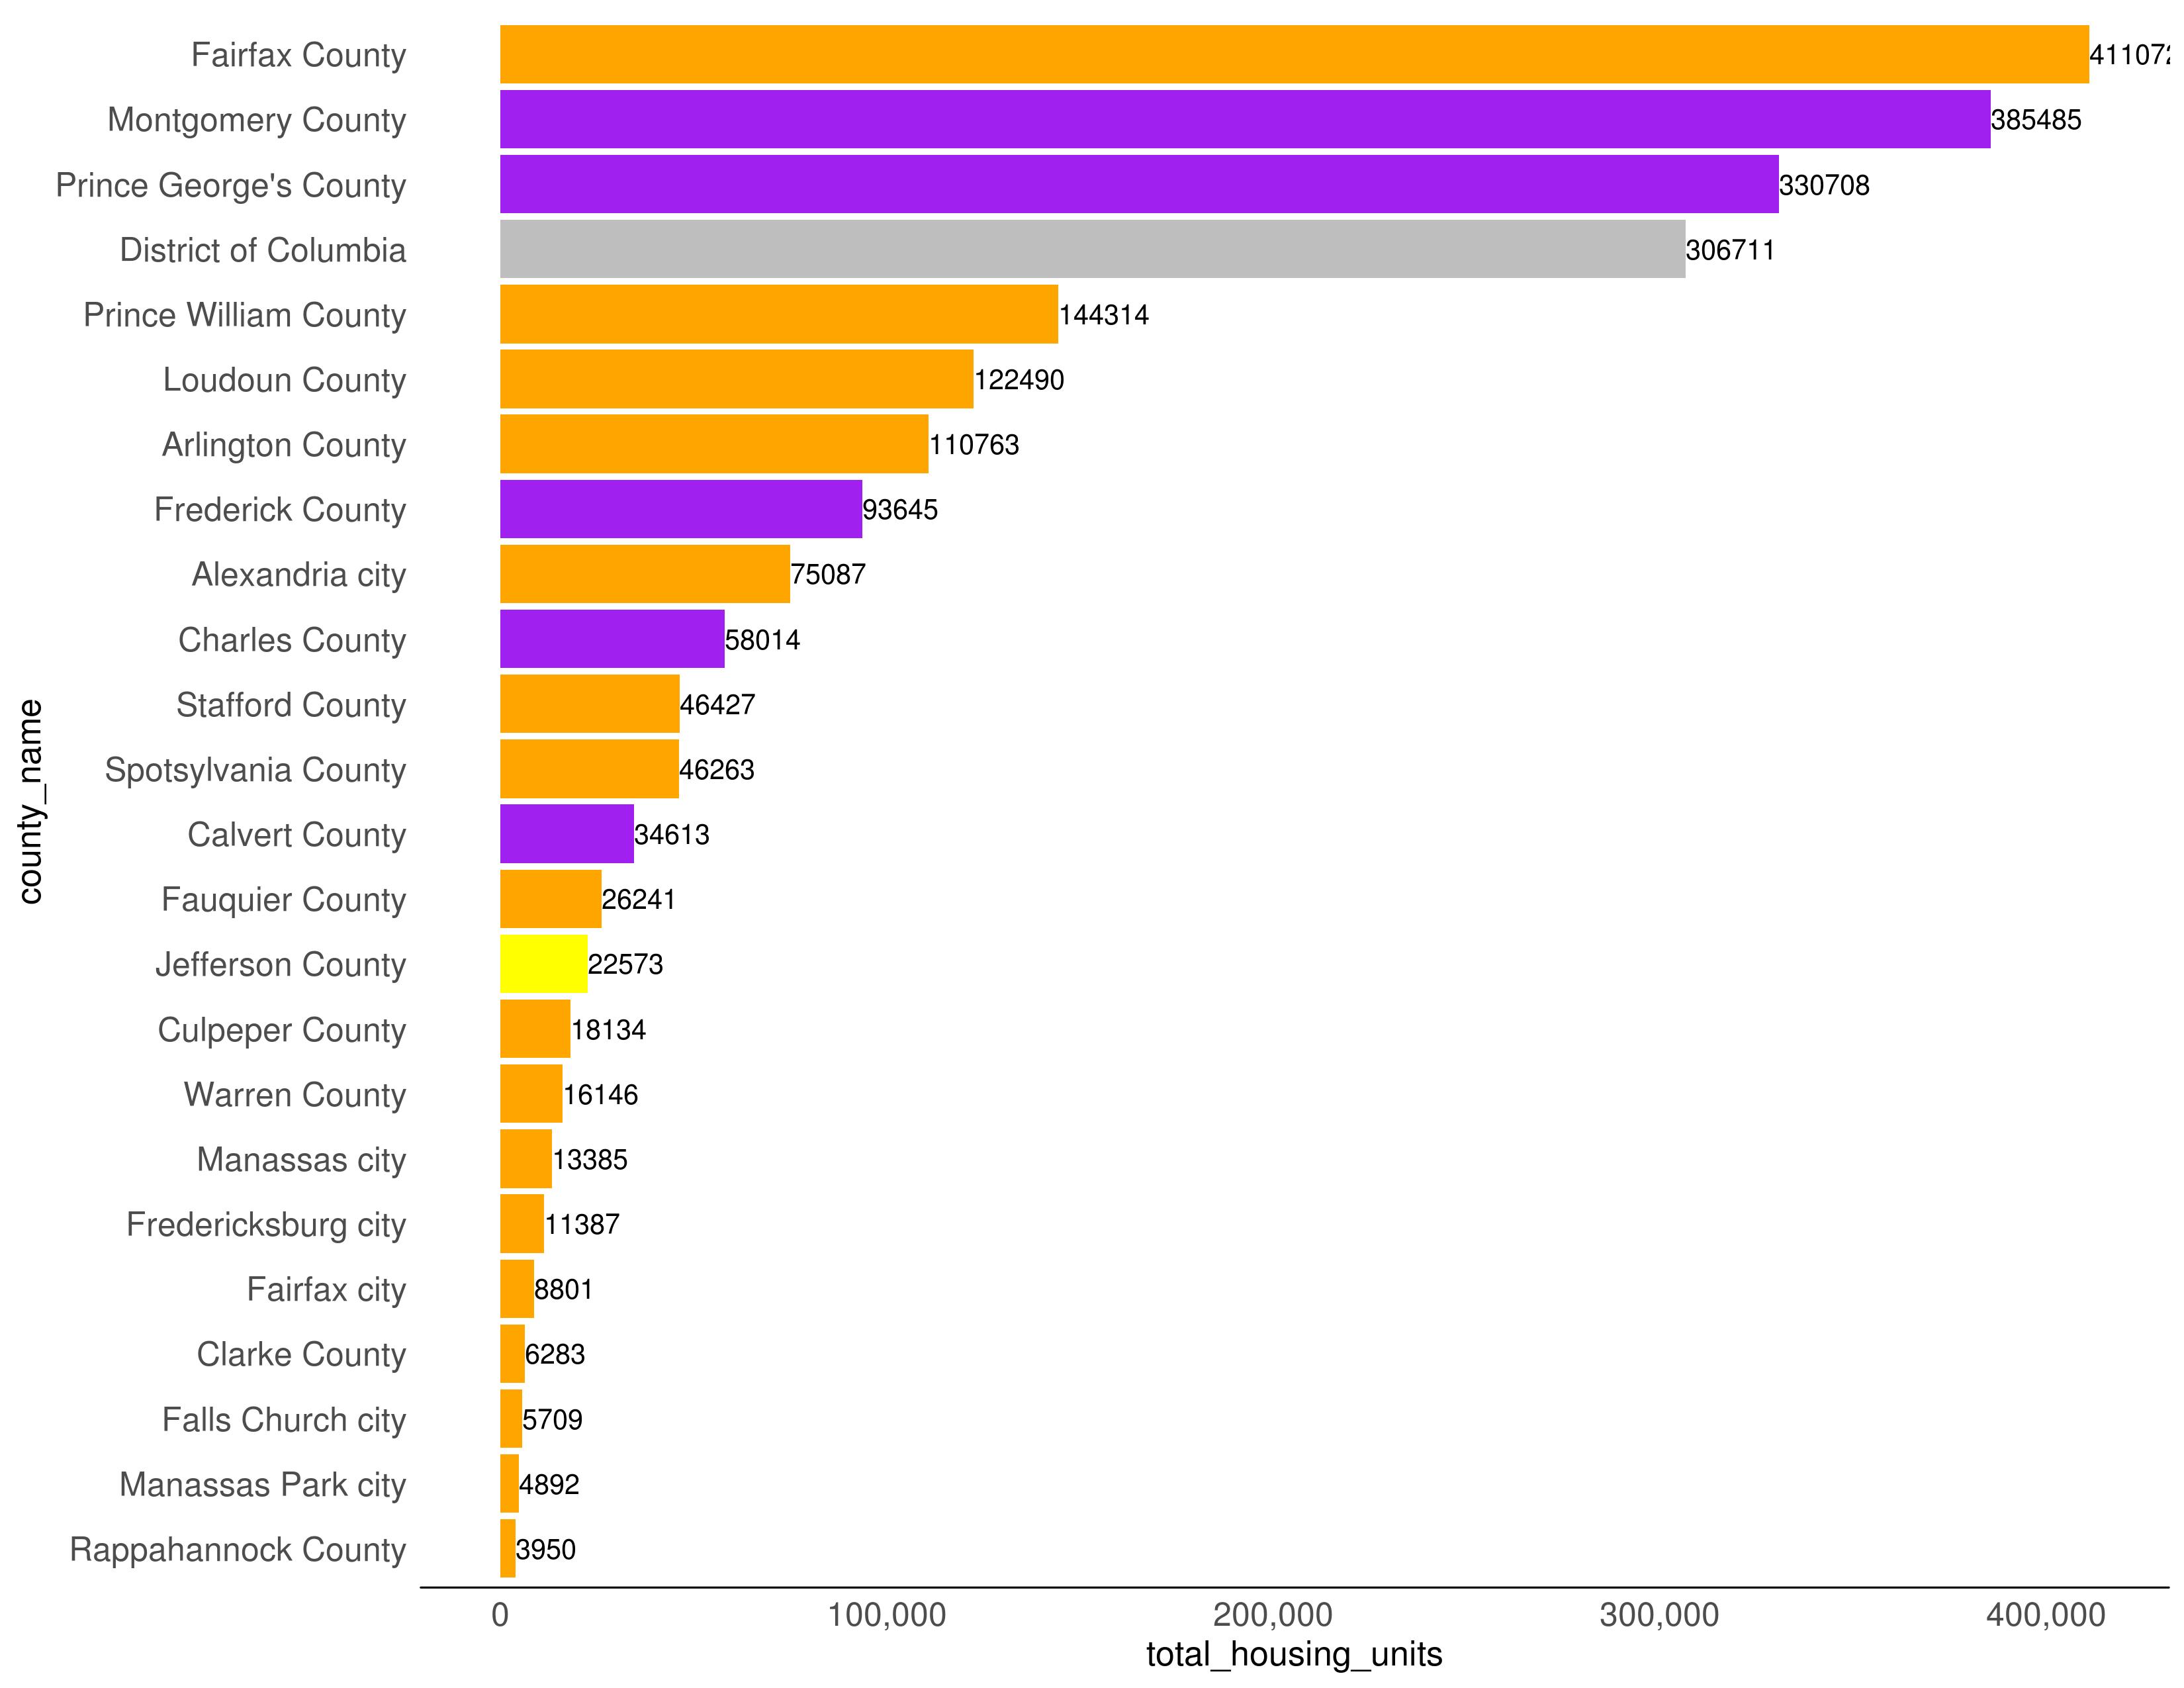 Fairfax County 411072
Montgomery County 385485
Prince George's County 330708
District of Columbia 306711
Prince William County 144314
Loudoun County 122490
Arlington County 110763
Frederick County 93645
Alexandria city 75087
Charles County 58014
Stafford County 46427
Spotsylvania County 46263
Calvert County 34613
Fauquier County 26241
Jefferson County 22573
Culpeper County 18134
Warren County 16146
Manassas city 13385
Fredericksburg city 11387
Fairfax city 8801
Clarke County 6283
Falls Church city 5709
Manassas Park city 4892
Rappahannock County 3950
county_name
0 100,000 200,000 300,000 400,000
total_housing_units